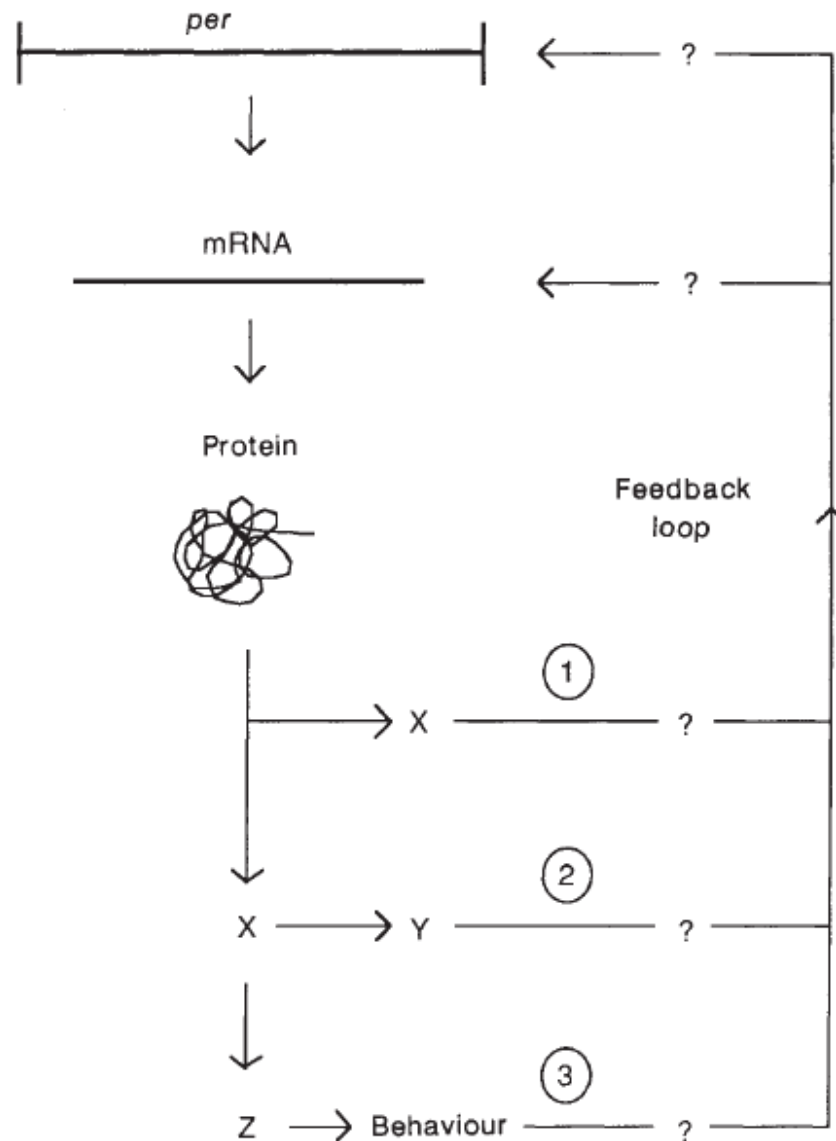 per
?
mRNA
?
Protein
Feedback
loop
1
X ?
2
X Y ?
3
Z Behaviour ?